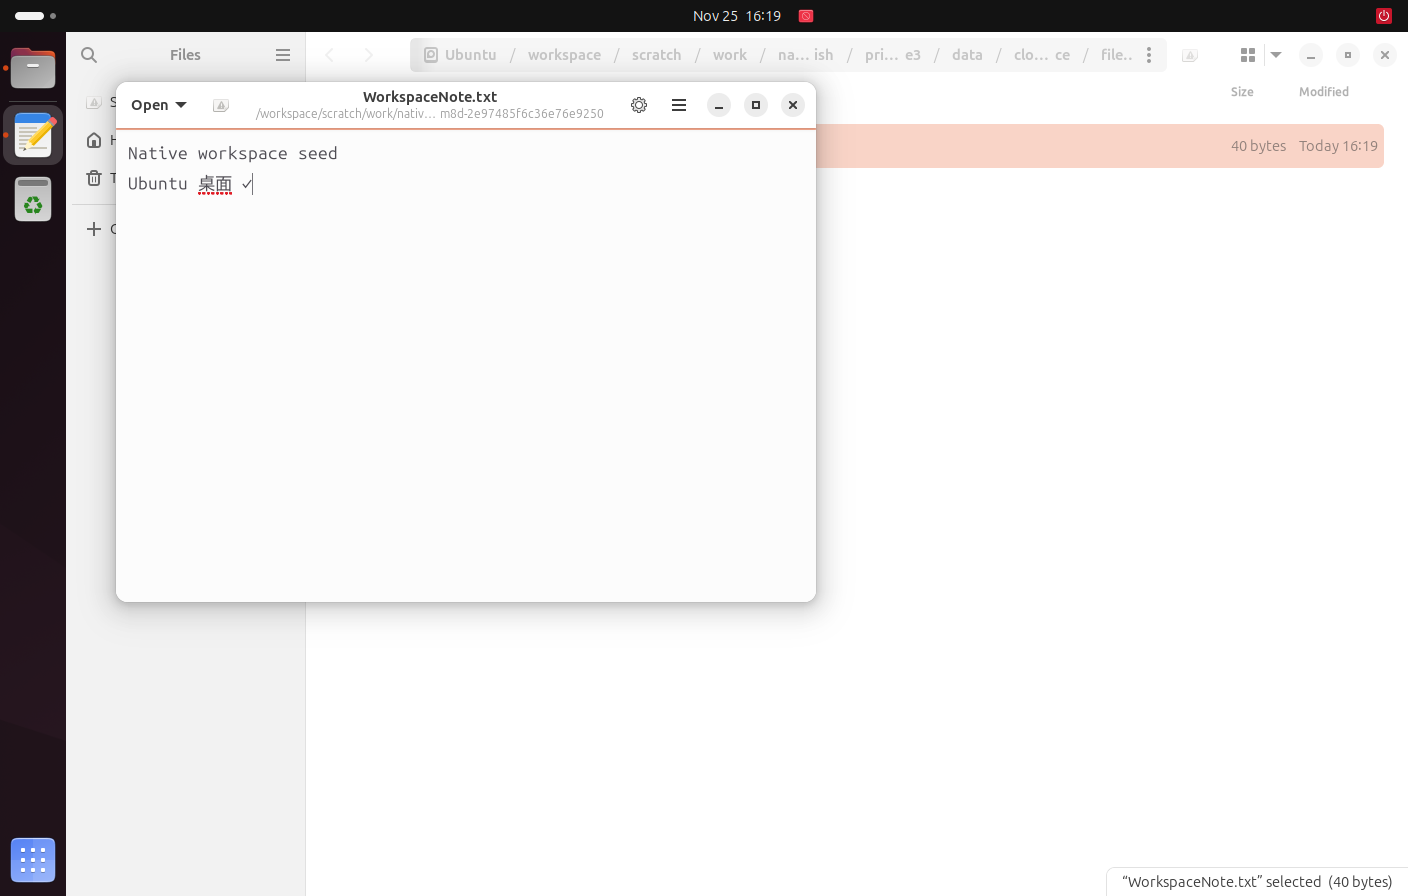 Nov 25 16:19
Files
Ubuntu / workspace / scratch / work / na... ish / pri... e3 / data / clo... ce / file..
Size Modified
40 bytes Today 16:19
Open
WorkspaceNote.txt
/workspace/scratch/work/nativ... m8d-2e97485f6c36e76e9250
Native workspace seed
Ubuntu 桌面 ✓
“WorkspaceNote.txt” selected (40 bytes)